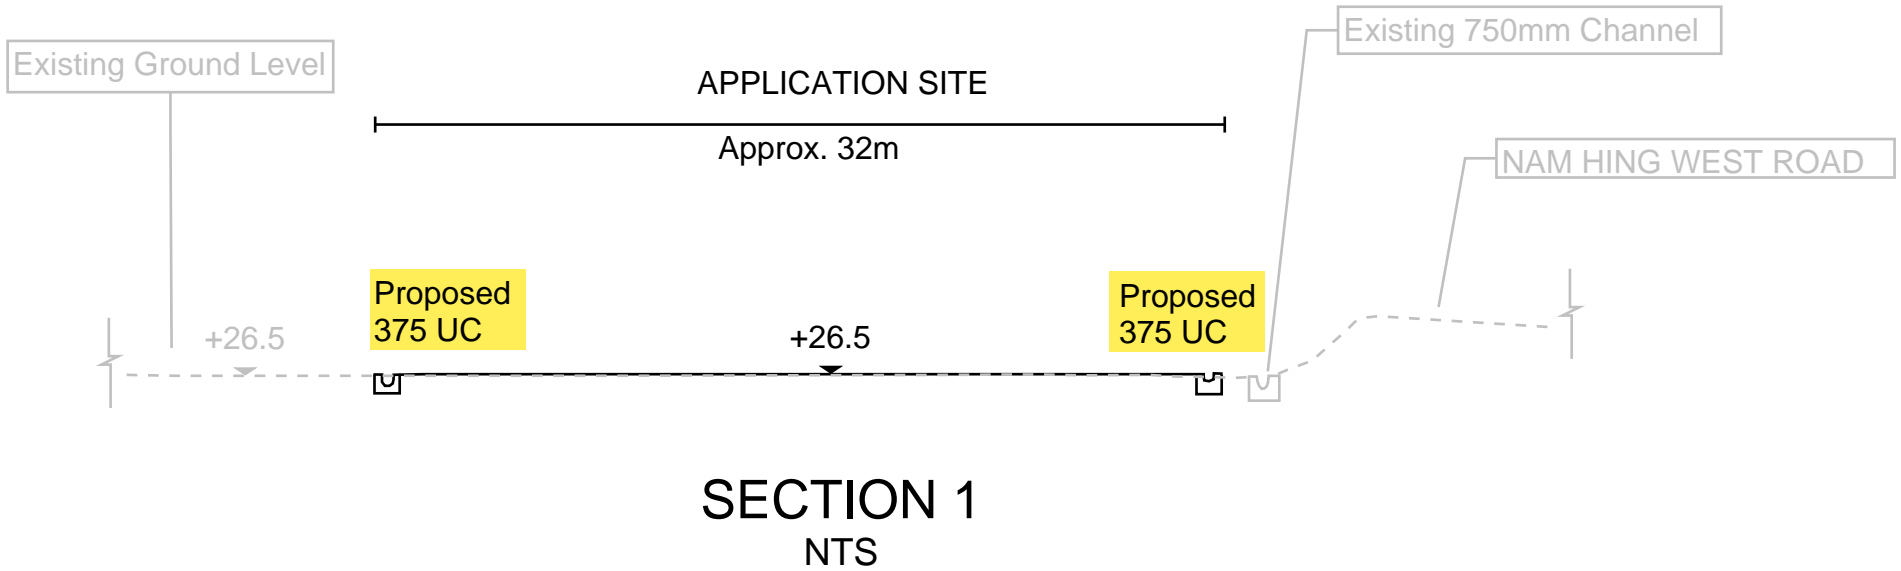 Existing Ground Level
APPLICATION SITE
Approx. 32m
Existing 750mm Channel
NAM HING WEST ROAD
+26.5
Proposed
375 UC
+26.5
Proposed
375 UC
SECTION 1
NTS